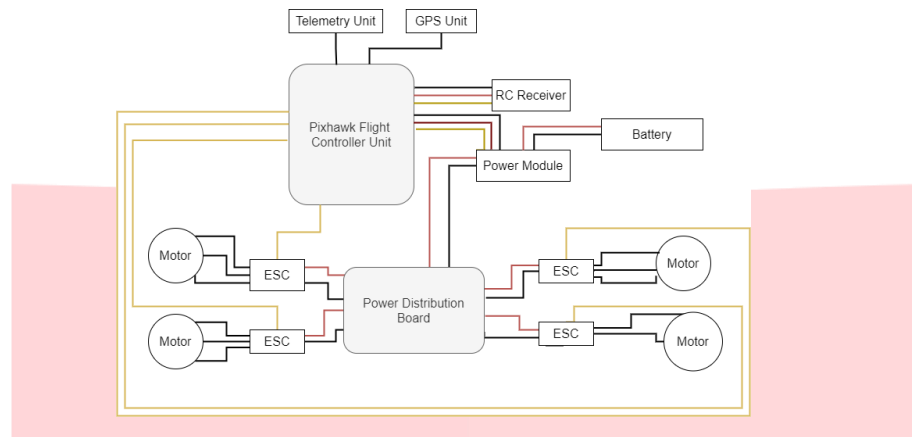 Telemetry Unit
GPS Unit
Pixhawk Flight
Controller Unit
RC Receiver
Battery
Power Module
Motor
ESC
ESC
Motor
Power Distribution
Board
Motor
ESC
ESC
Motor